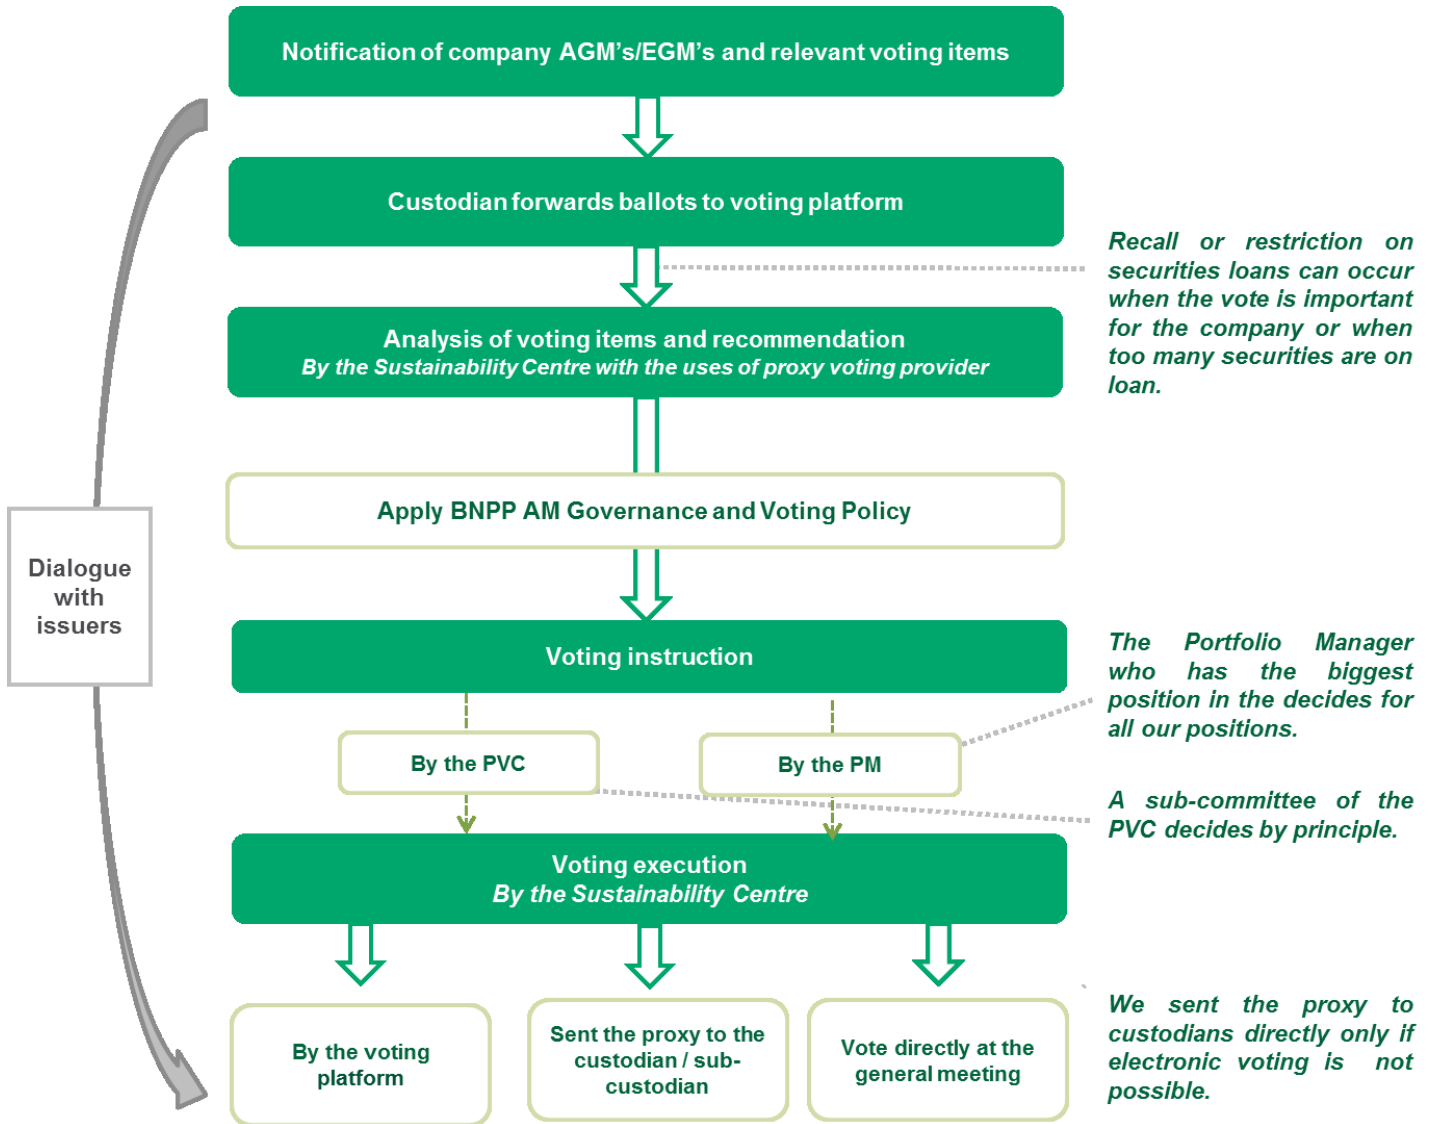 Notification of company AGM's/EGM's and relevant voting items
Custodian forwards ballots to voting platform
Recall or restriction on
securities loans can occur
when the vote is important
for the company or when
too many securities are on
loan.
Analysis of voting items and recommendation
By the Sustainability Centre with the uses of proxy voting provider
Apply BNPP AM Governance and Voting Policy
Dialogue
with
issuers
Voting instruction
The Portfolio Manager
who has the biggest
position in the decides for
all our positions.
By the PVC
By the PM
A sub-committee of the
PVC decides by principle.
Voting execution
By the Sustainability Centre
By the voting
platform
Sent the proxy to the
custodian / sub-
custodian
Vote directly at the
general meeting
We sent the proxy to
custodians directly only if
electronic voting is not
possible.